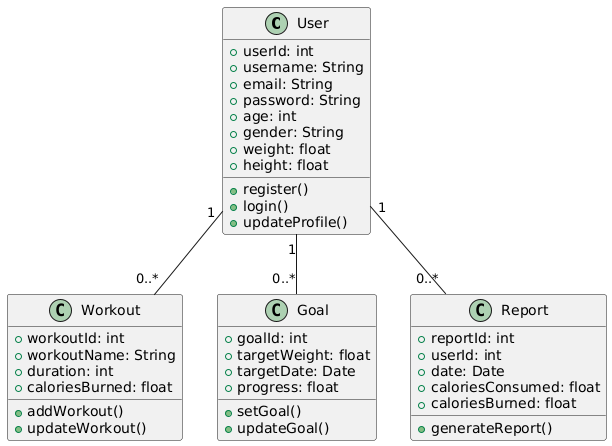 C User
userId: int
username: String
email: String
password: String
age: int
gender: String
weight: float
height: float
register()
login()
updateProfile()
1
1
1
0..*
0..*
0..*
C Workout
workoutId: int
workoutName: String
duration: int
caloriesBurned: float
addWorkout()
updateWorkout()
C Goal
goalId: int
targetWeight: float
targetDate: Date
progress: float
setGoal()
updateGoal()
C Report
reportId: int
userId: int
date: Date
caloriesConsumed: float
caloriesBurned: float
generateReport()